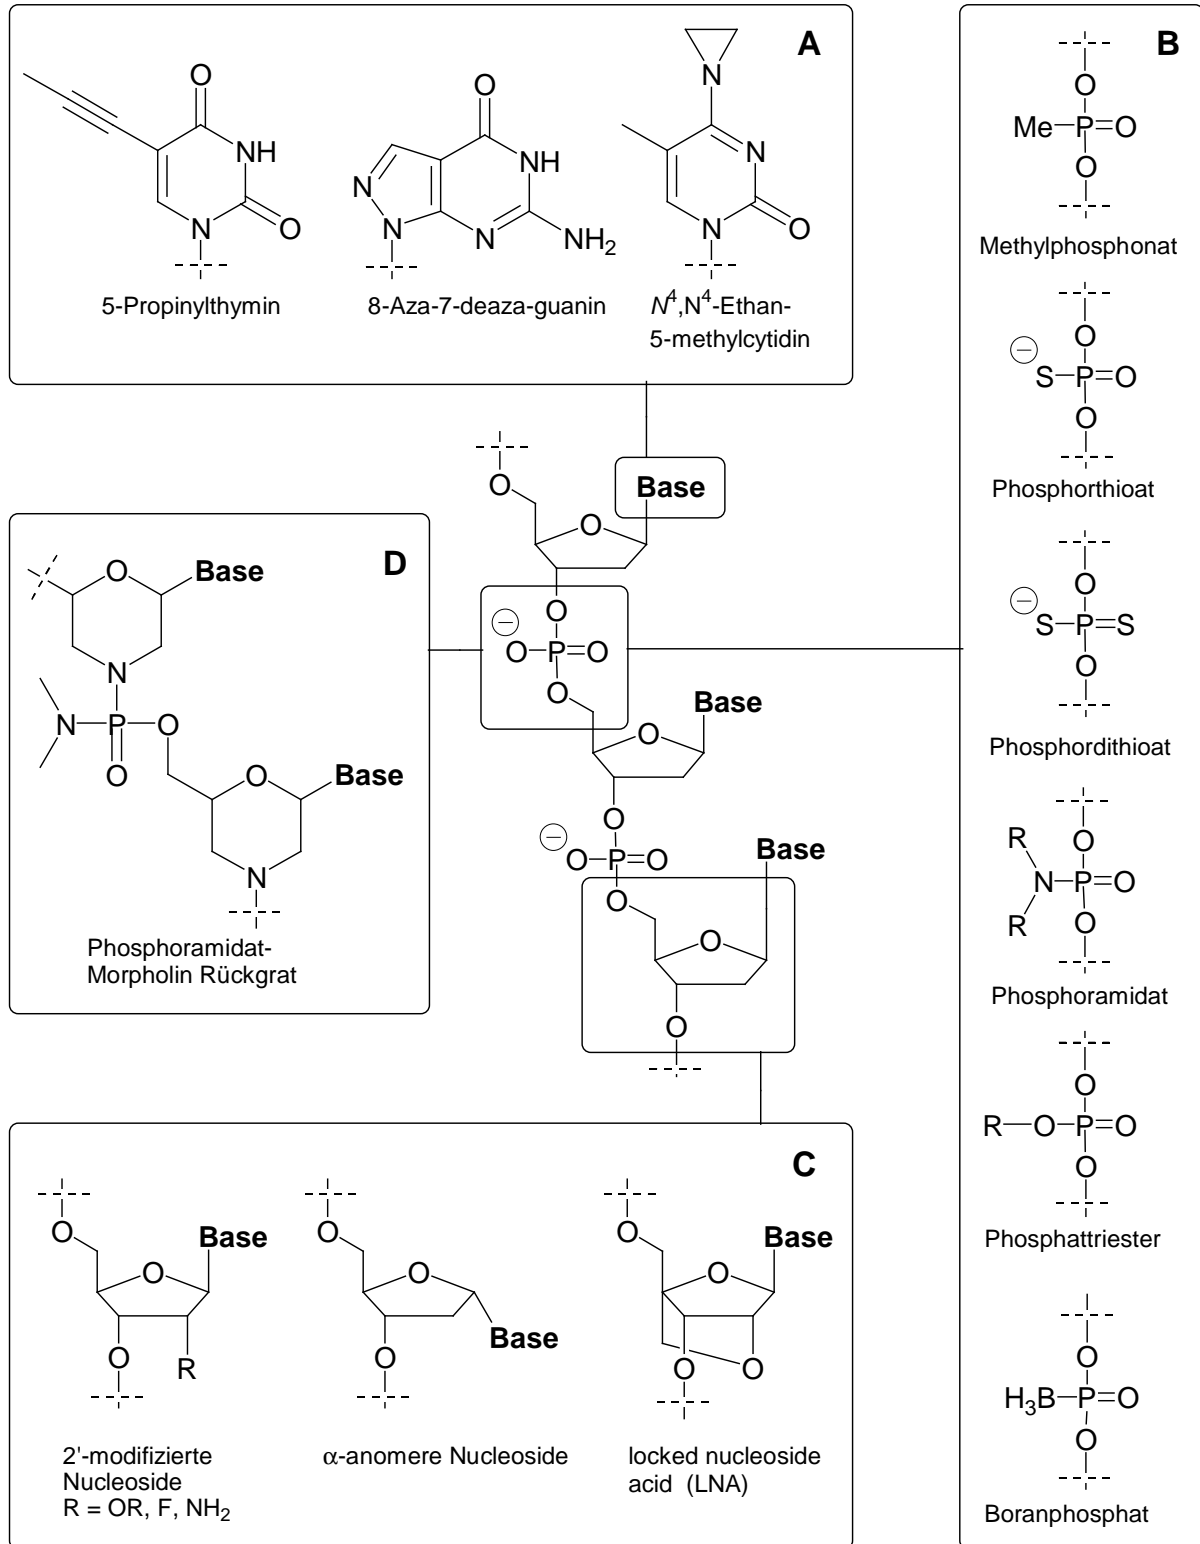 A
O
NH
N
O
5-Propinylthymin
O
N
NH
N
N
NH2
8-Aza-7-deaza-guanin
N
N
N
O
N4,N4-Ethan-
5-methylcytidin
B
O
Me P O
O
Methylphosphonat
O
− S P O
O
Phosphorthioat
O
− S P S
O
Phosphordithioat
R
O
N P O
R
O
Phosphoramidat
O
R O P O
O
Phosphattriester
O
H3B P O
O
Boranphosphat
O
Base
O
O
− O P O
O
Base
O
O
− O P O
O
Base
O
O
D
O
Base
N
N P O
O
O
Base
N
Phosphoramidat-
Morpholin Rückgrat
C
O
Base
O
O
R
2'-modifizierte
Nucleoside
R = OR, F, NH2
O
O
Base
O
α-anomere Nucleoside
O
Base
O
O
O
locked nucleoside
acid (LNA)